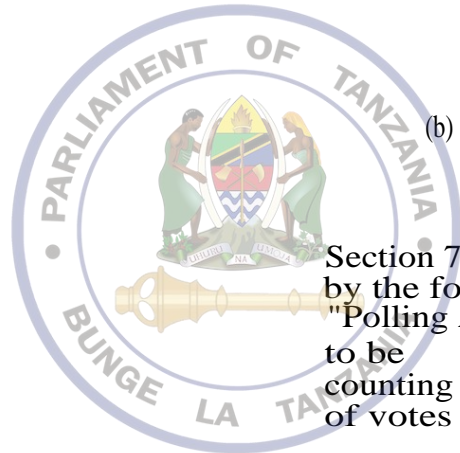 PARLIAMENT OF TANZANIA
(b)
UHURU NA UMOJA
Section 7
by the fo
"Polling
to be
counting
of votes
BUNGE LA TANZANIA